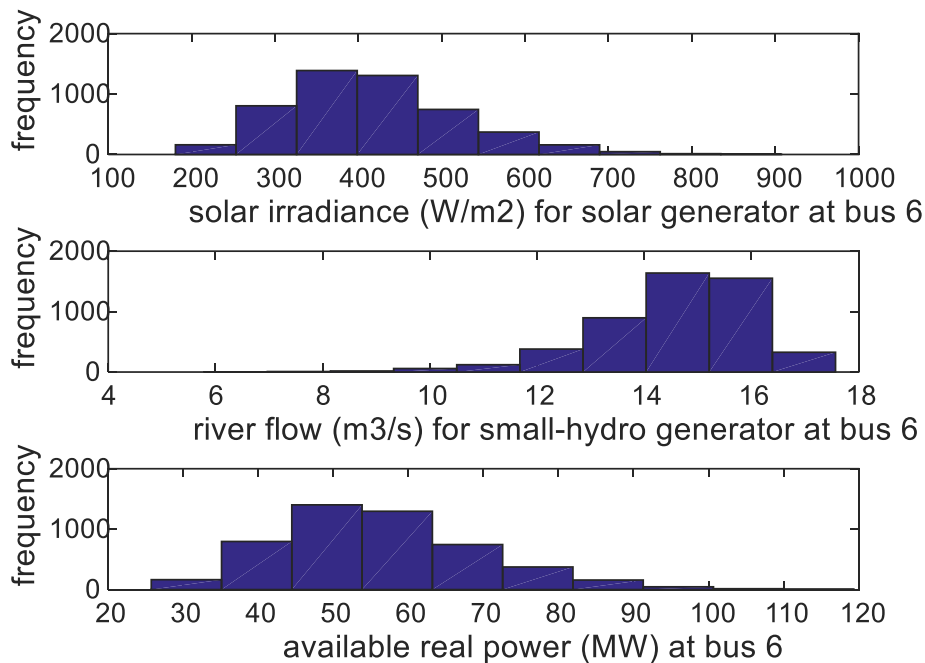 frequency
2000
1000
0
100 200 300 400 500 600 700 800 900 1000
solar irradiance (W/m2) for solar generator at bus 6
frequency
2000
1000
0
4 6 8 10 12 14 16 18
river flow (m3/s) for small-hydro generator at bus 6
frequency
2000
1000
0
20 30 40 50 60 70 80 90 100 110 120
available real power (MW) at bus 6